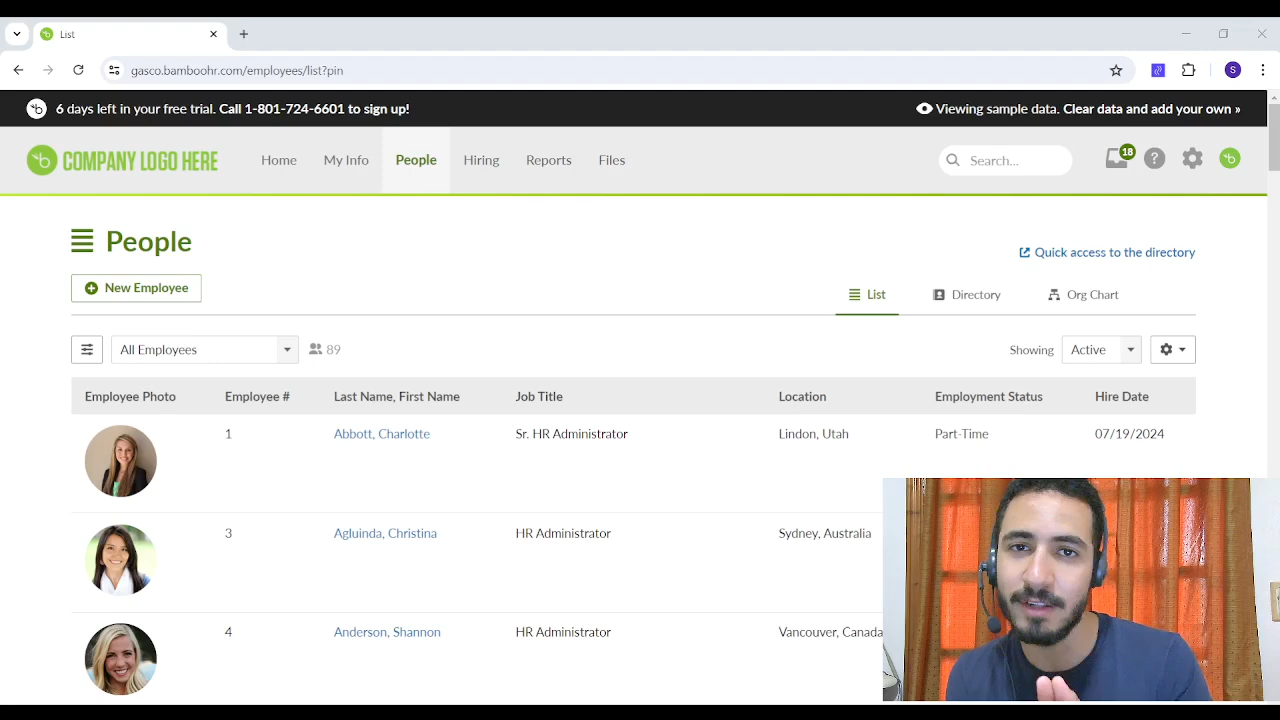 List
gasco.bamboohr.com/employees/list?pin
S
6 days left in your free trial. Call 1-801-724-6601 to sign up!
Viewing sample data. Clear data and add your own »
b COMPANY LOGO HERE
Home My Info People Hiring Reports Files
Search...
18
?
People
Quick access to the directory
New Employee
List Directory Org Chart
All Employees 89
Showing Active
Employee Photo Employee # Last Name, First Name Job Title Location Employment Status Hire Date
1 Abbott, Charlotte Sr. HR Administrator Lindon, Utah Part-Time 07/19/2024
3 Agluinda, Christina HR Administrator Sydney, Australia
4 Anderson, Shannon HR Administrator Vancouver, Canada